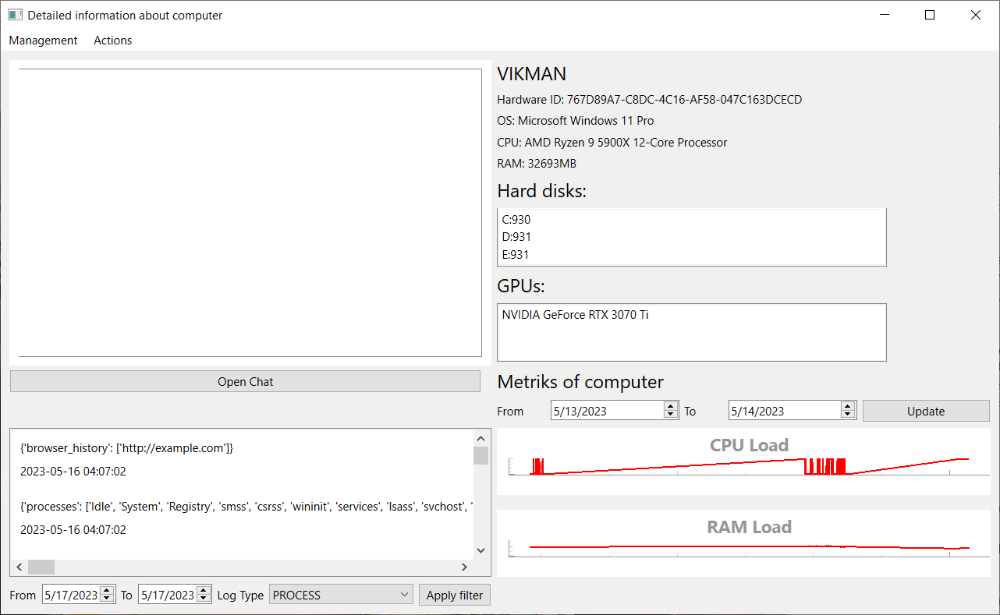 Detailed information about computer
Management Actions
Open Chat
{'browser_history': ['http://example.com']}
2023-05-16 04:07:02
{'processes': ['Idle', 'System', 'Registry', 'smss', 'csrss', 'wininit', 'services', 'lsass', 'svchost', '
2023-05-16 04:07:02
From 5/17/2023 To 5/17/2023 Log Type PROCESS Apply filter
VIKMAN
Hardware ID: 767D89A7-C8DC-4C16-AF58-047C163DCECD
OS: Microsoft Windows 11 Pro
CPU: AMD Ryzen 9 5900X 12-Core Processor
RAM: 32693MB
Hard disks:
C:930
D:931
E:931
GPUs:
NVIDIA GeForce RTX 3070 Ti
Metriks of computer
From 5/13/2023 To 5/14/2023 Update
CPU Load
RAM Load